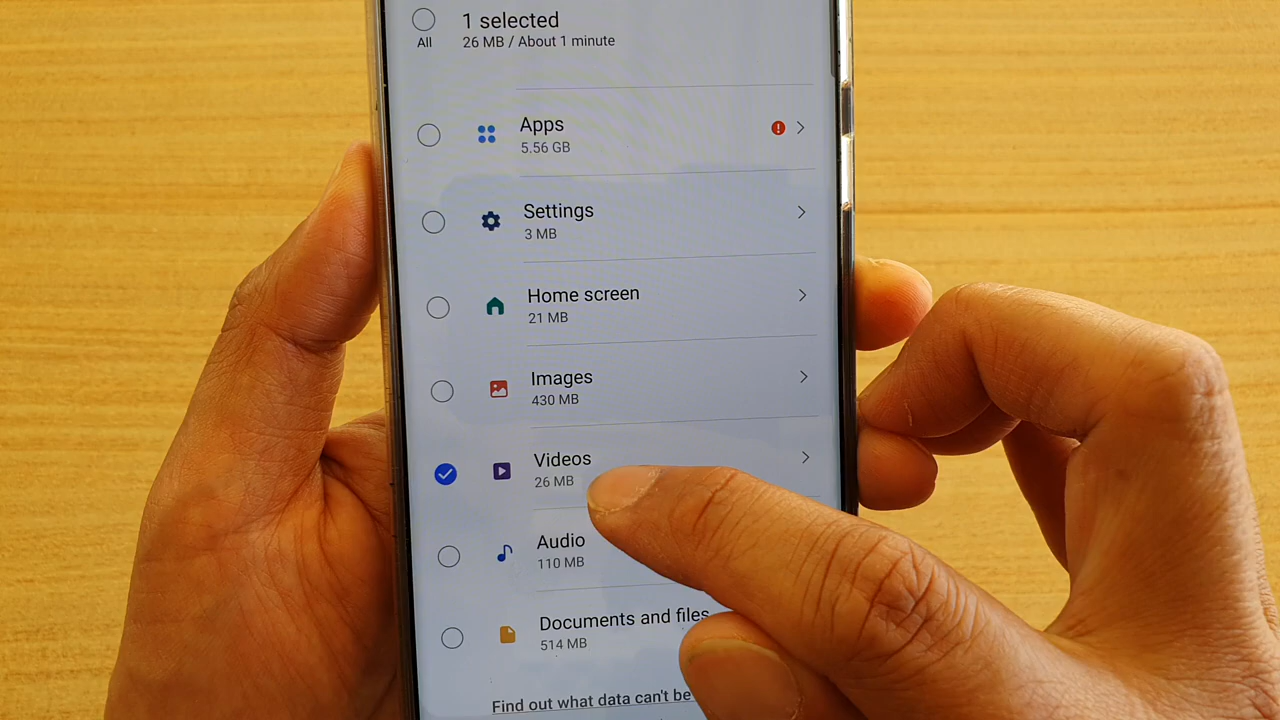 1 selected
All
26 MB / About 1 minute
Apps
5.56 GB
Settings
3 MB
Home screen
21 MB
Images
430 MB
Videos
26 MB
Audio
110 MB
Documents and files
514 MB
Find out what data can't be